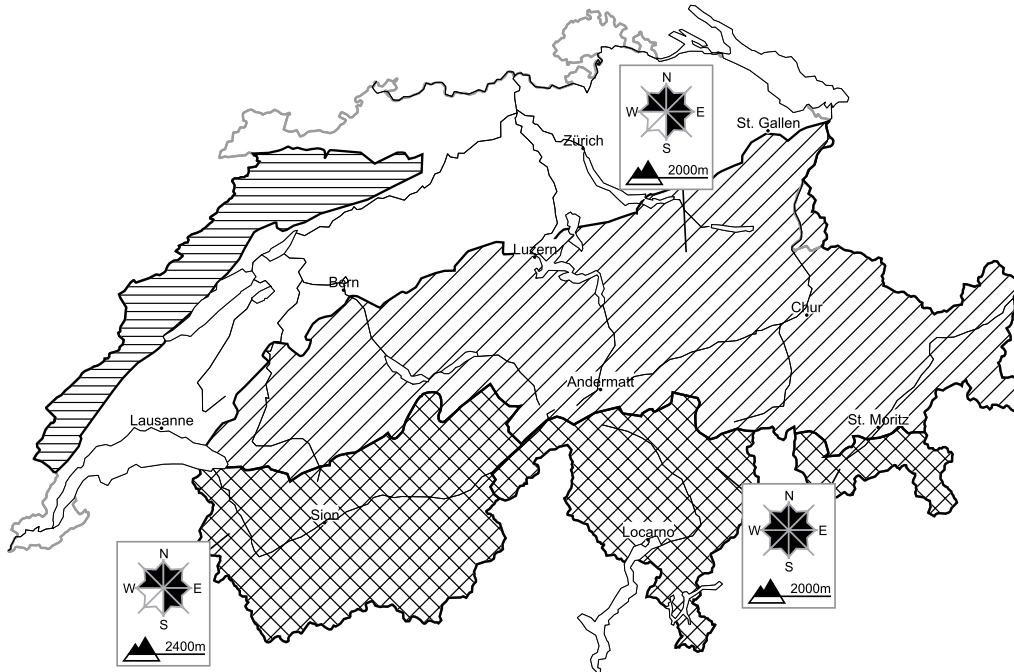 N
W E
S
2000m
St. Gallen
Zürich
Luzern
Bern
Chur
Andermatt
Lausanne
St. Moritz
Sion
Locarno
N
W E
S
2000m
N
W E
S
2400m